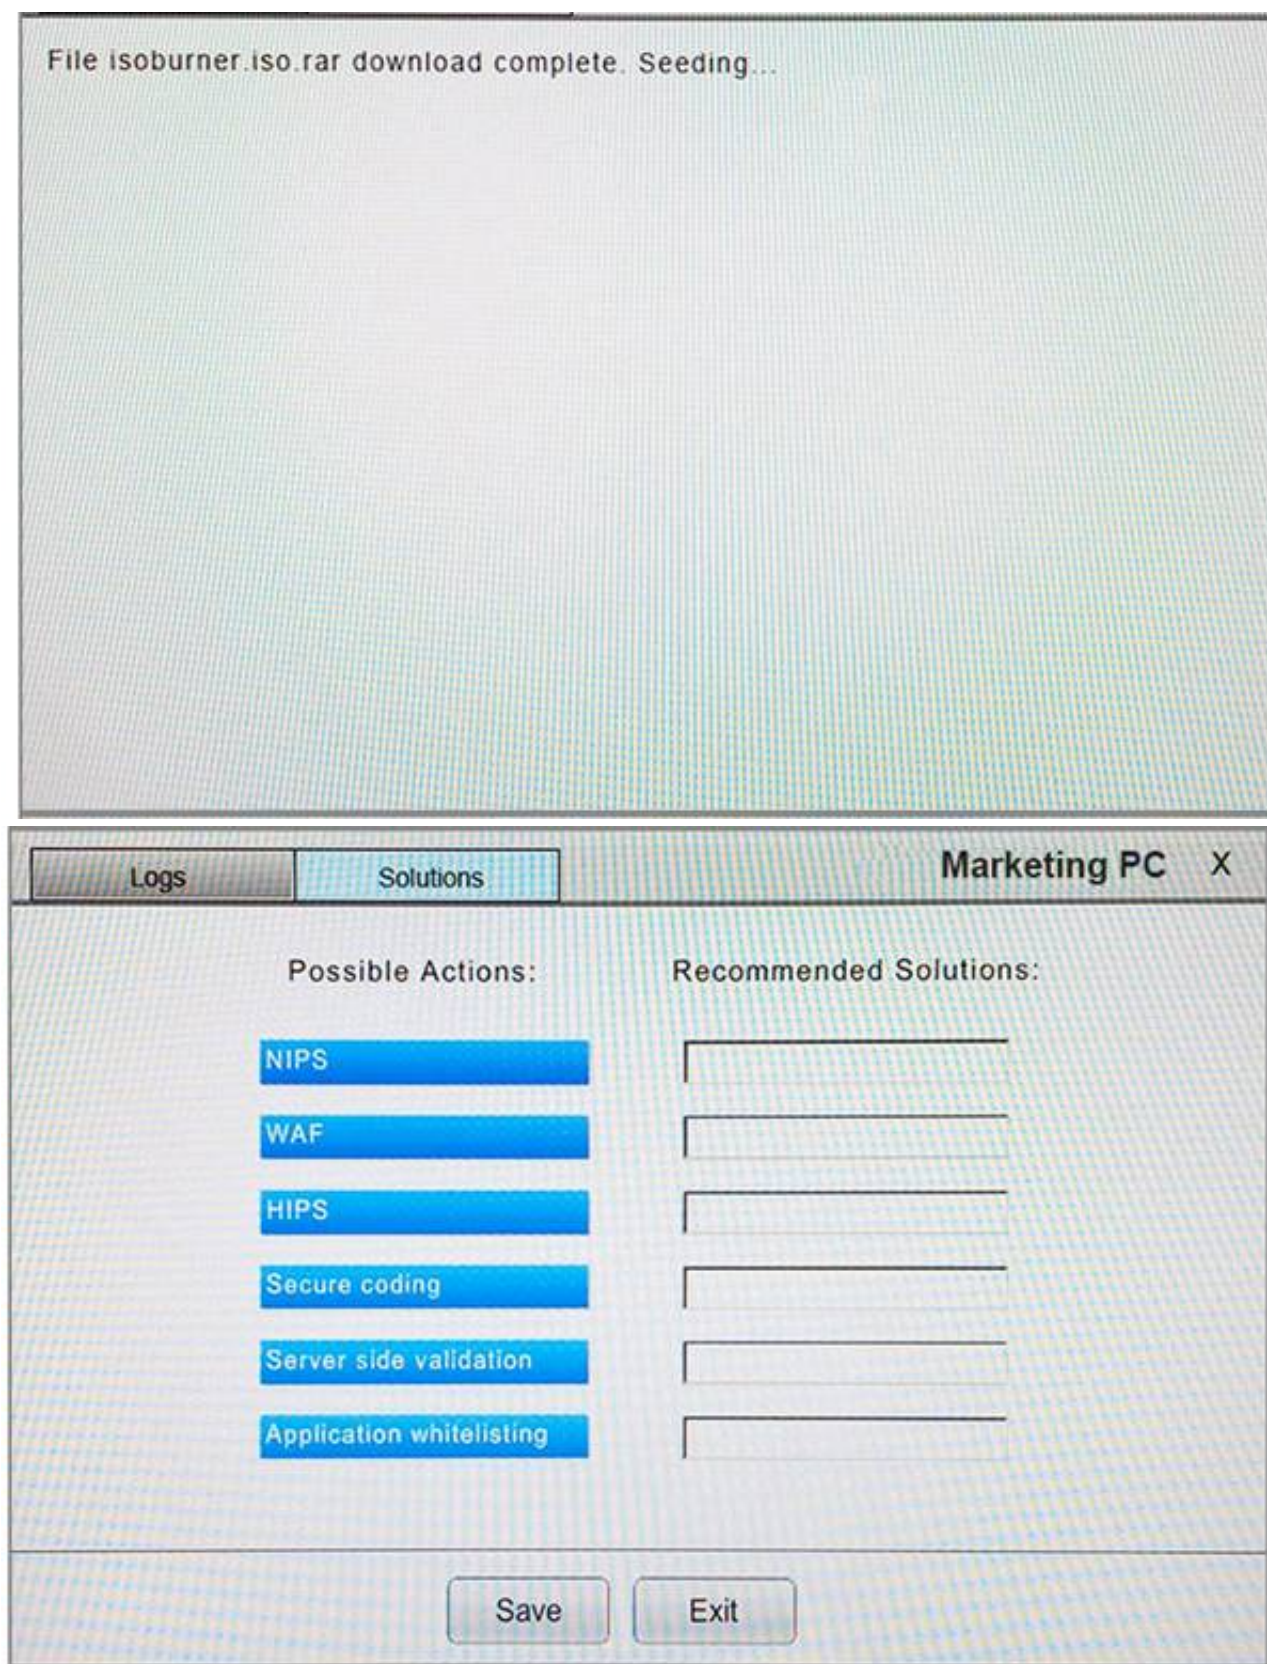 File isoburner.iso.rar download complete. Seeding...
Logs
Solutions
Marketing PC X
Possible Actions:
Recommended Solutions:
NIPS
WAF
HIPS
Secure coding
Server side validation
Application whitelisting
Save
Exit